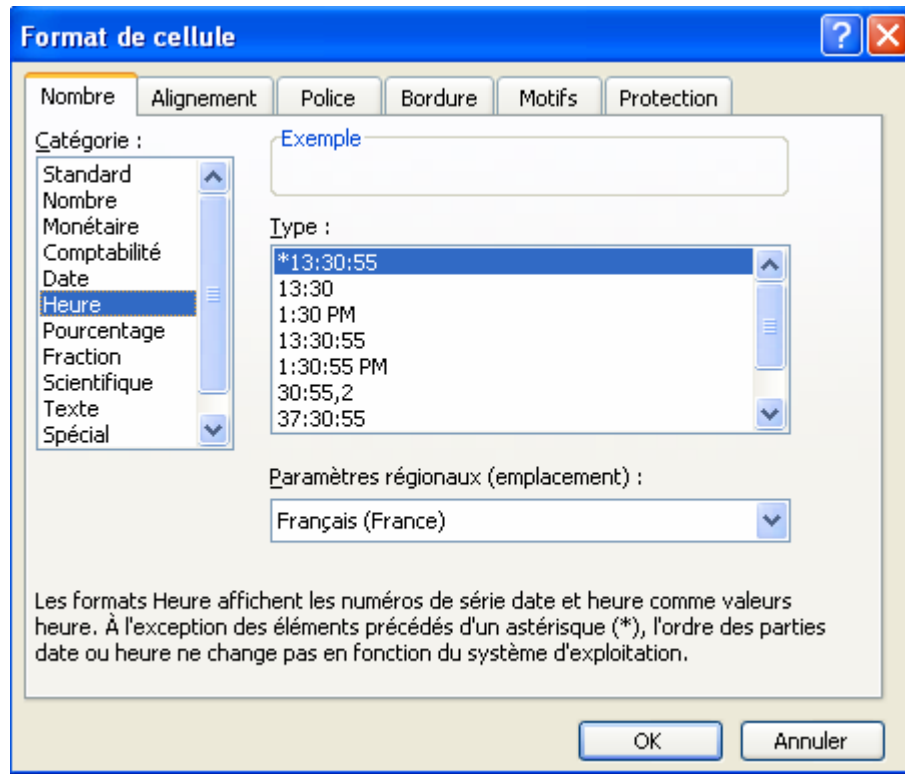 Format de cellule
Nombre
Alignement
Police
Bordure
Motifs
Protection
Catégorie :
Standard
Nombre
Monétaire
Comptabilité
Date
Heure
Pourcentage
Fraction
Scientifique
Texte
Spécial
Exemple
Type :
*13:30:55
13:30
1:30 PM
13:30:55
1:30:55 PM
30:55,2
37:30:55
Paramètres régionaux (emplacement) :
Français (France)
Les formats Heure affichent les numéros de série date et heure comme valeurs
heure. À l'exception des éléments précédés d'un astérisque (*), l'ordre des parties
date ou heure ne change pas en fonction du système d'exploitation.
OK
Annuler